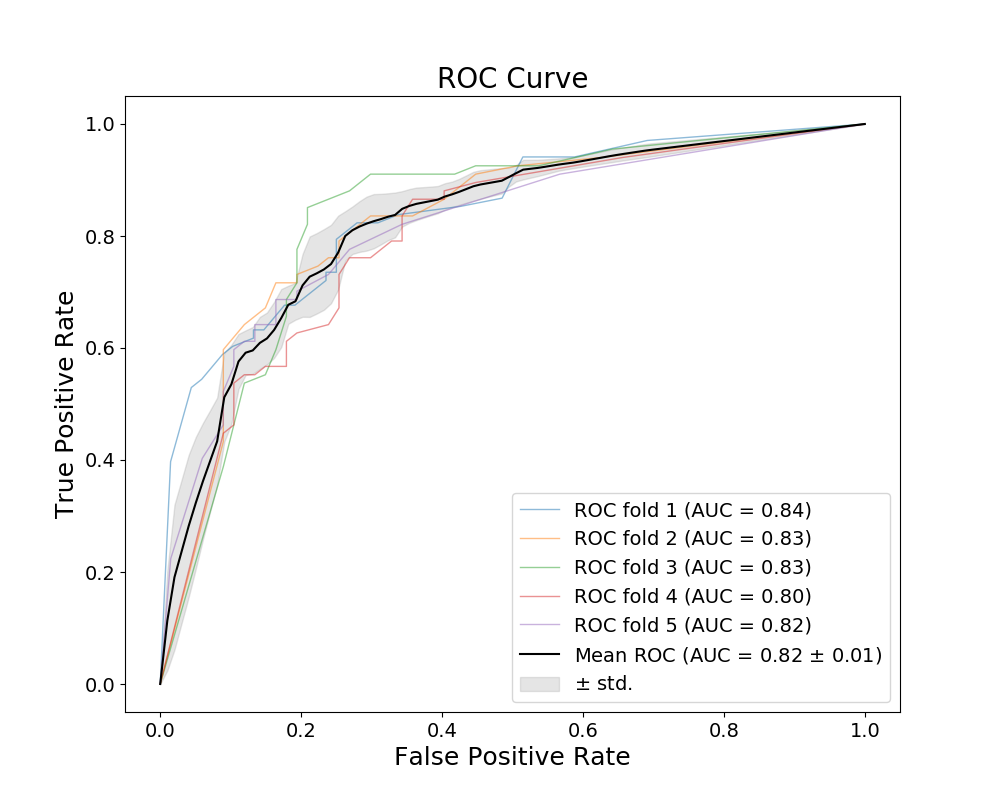 ROC Curve
1.0
0.8
0.6
0.4
0.2
0.0
True Positive Rate
ROC fold 1 (AUC = 0.84)
ROC fold 2 (AUC = 0.83)
ROC fold 3 (AUC = 0.83)
ROC fold 4 (AUC = 0.80)
ROC fold 5 (AUC = 0.82)
Mean ROC (AUC = 0.82 ± 0.01)
± std.
0.0 0.2 0.4 0.6 0.8 1.0
False Positive Rate